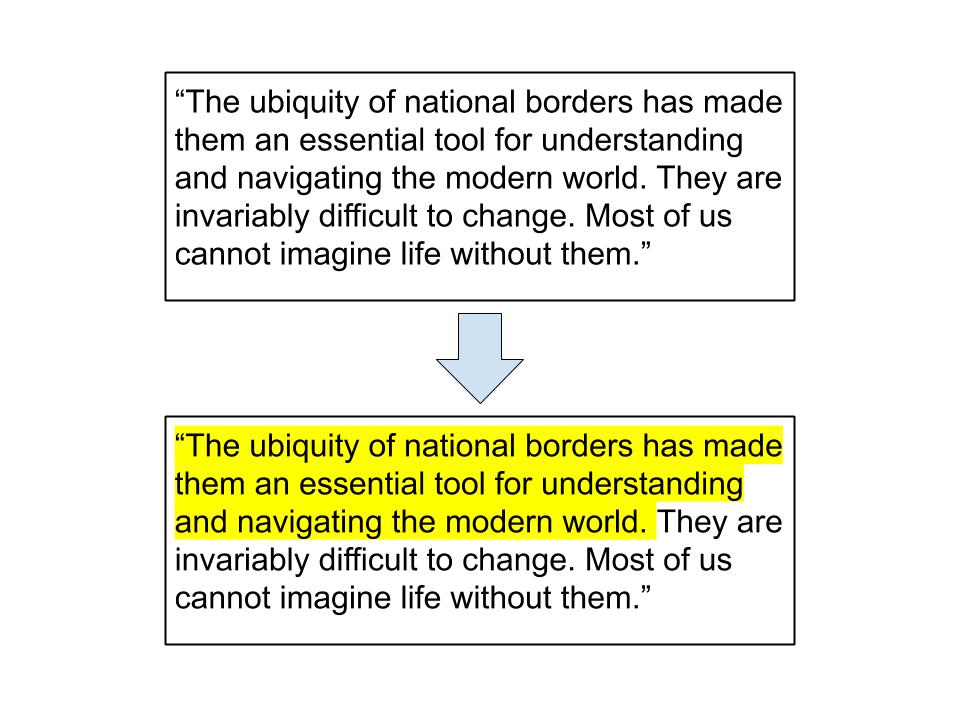 “The ubiquity of national borders has made
them an essential tool for understanding
and navigating the modern world. They are
invariably difficult to change. Most of us
cannot imagine life without them.”
“The ubiquity of national borders has made
them an essential tool for understanding
and navigating the modern world. They are
invariably difficult to change. Most of us
cannot imagine life without them.”